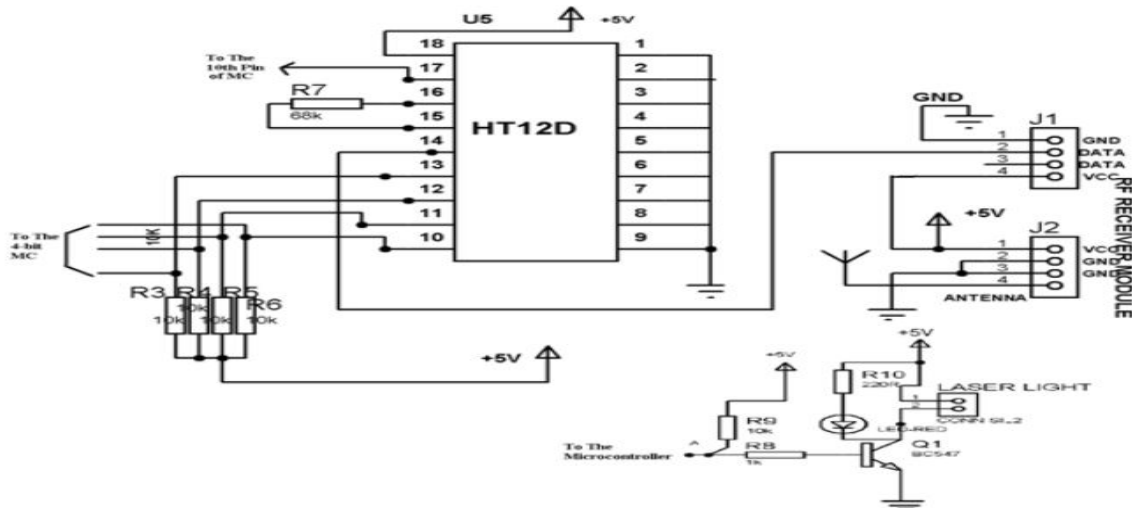 U5
+5V
18 1
To The
10th Pin
of MC
17 2
R7
16 3
68k
15 4
HT12D
14 5
13 6
12 7
11 8
10 9
To The
4-bit
MC
10K
R3 R4 R5 R6
10k 10k 10k 10k
+5V
GND
J1
1 GND
2 DATA
3 DATA
4 VCC
+5V
J2
1 VCC
2 GND
3 GND
4
ANTENNA
RF RECEIVER MODULE
+5V
+5V
R10
220R
LASER LIGHT
1
2
CONN SL2
LED-RED
R9
10k
To The
Microcontroller
A
R8
1k
Q1
BC547